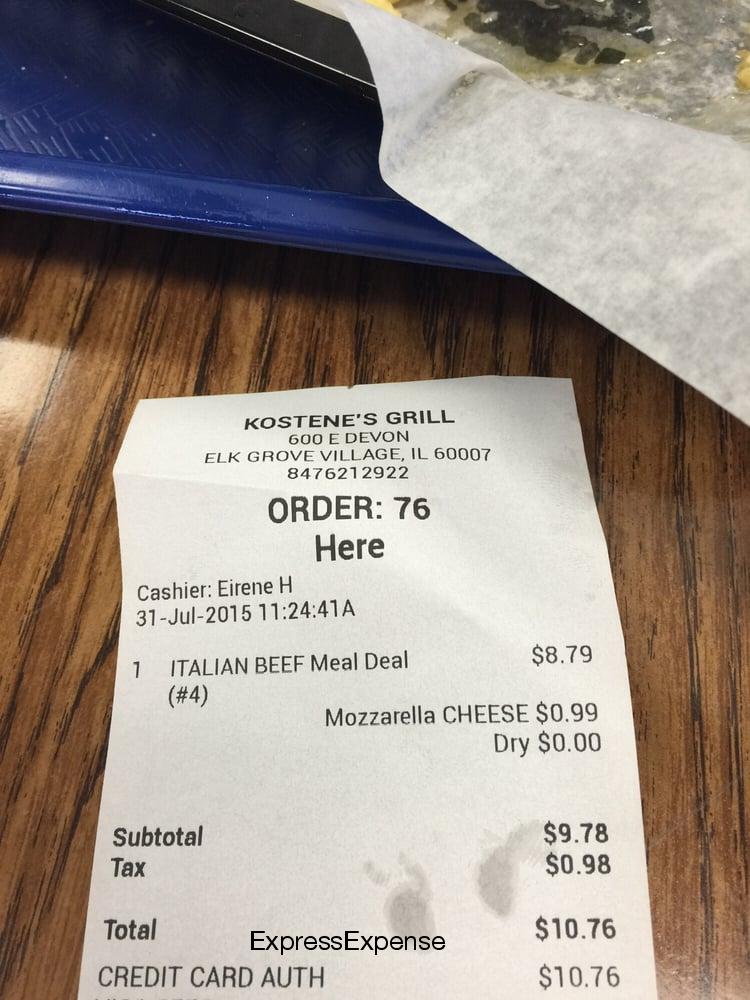 KOSTENE'S GRILL
600 E DEVON
ELK GROVE VILLAGE, IL 60007
8476212922
ORDER: 76
Here
Cashier: Eirene H
31-Jul-2015 11:24:41A
1 ITALIAN BEEF Meal Deal $8.79
(#4)
Mozzarella CHEESE $0.99
Dry $0.00
Subtotal $9.78
Tax $0.98
Total $10.76
ExpressExpense
CREDIT CARD AUTH $10.76